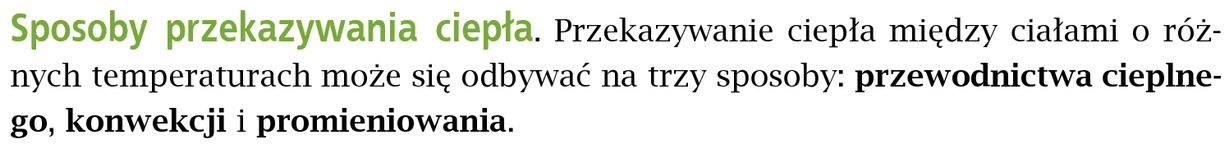 Sposoby przekazywania ciepła. Przekazywanie ciepła między ciałami o róż-
nych temperaturach może się odbywać na trzy sposoby: przewodnictwa cieplne-
go, konwekcji i promieniowania.